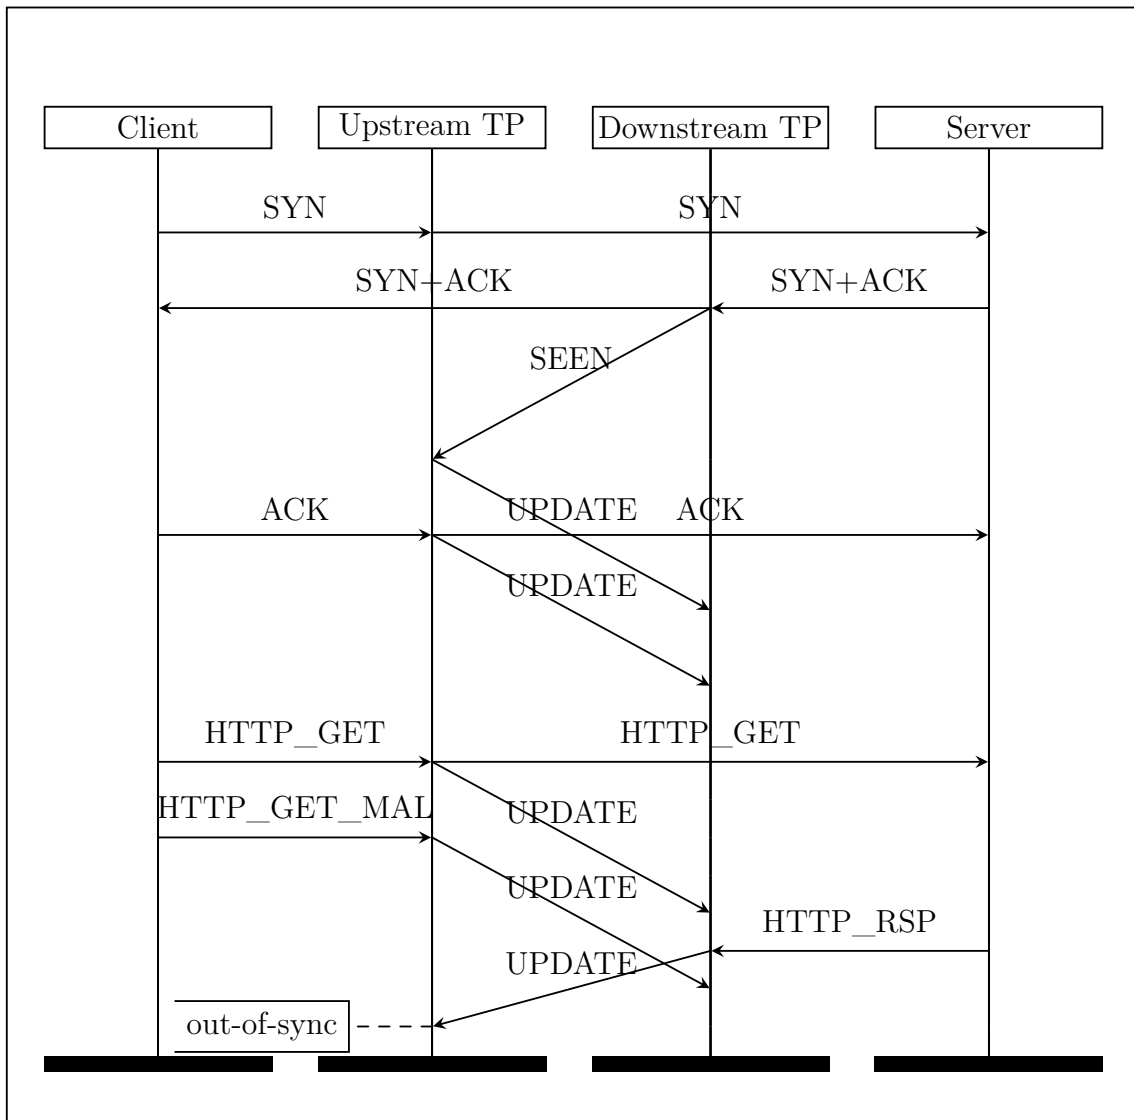 Client
Upstream TP
Downstream TP
Server
SYN
SYN
SYN+ACK
SYN+ACK
SEEN
ACK
UPDATE
ACK
UPDATE
HTTP_GET
HTTP_GET
HTTP_GET_MAL
UPDATE
UPDATE
HTTP_RSP
UPDATE
out-of-sync